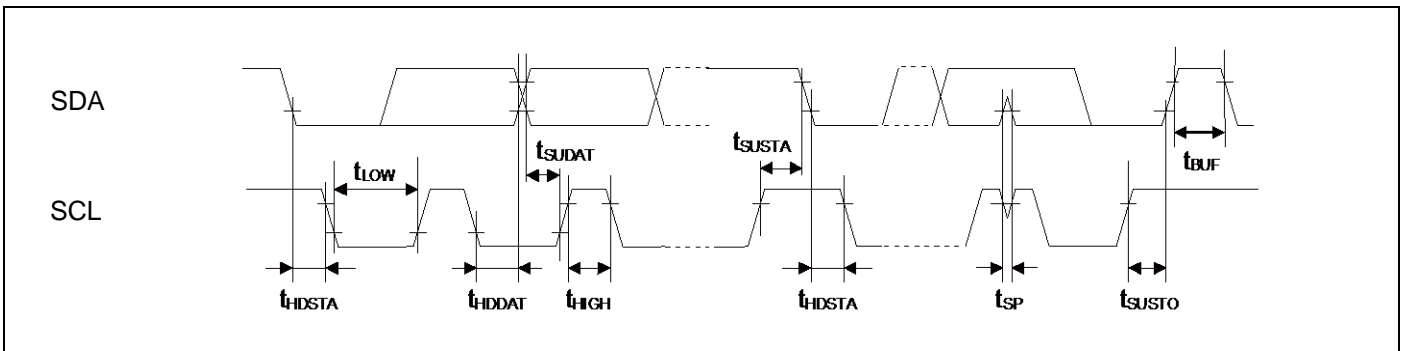 SDA
tSUDAT
tSUSTA
tBUF
tLOW
SCL
tHDSTA
tHDDAT
tHIGH
tHDSTA
tSP
tSUSTO